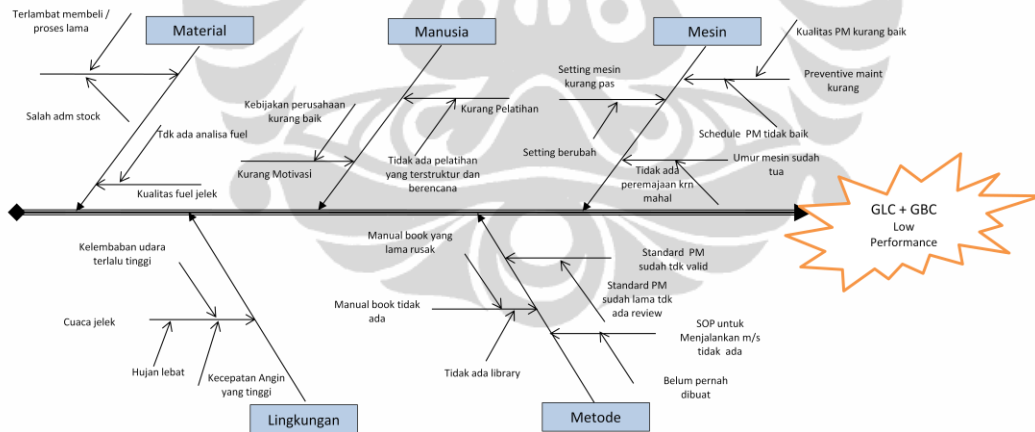 Terlambat membeli /
proses lama
Material
Salah adm stock
Tdk ada analisa fuel
Kualitas fuel jelek
Manusia
Kebijakan perusahaan
kurang baik
Kurang Pelatihan
Kurang Motivasi
Tidak ada pelatihan
yang terstruktur dan
berencana
Mesin
Kualitas PM kurang baik
Setting mesin
kurang pas
Preventive maint
kurang
Setting berubah
Schedule PM tidak baik
Tidak ada
peremajaan krn
mahal
Umur mesin sudah
tua
GLC + GBC
Low
Performance
Kelembaban udara
terlalu tinggi
Cuaca jelek
Hujan lebat
Kecepatan Angin
yang tinggi
Lingkungan
Manual book yang
lama rusak
Standard PM
sudah tdk valid
Manual book tidak
ada
Standard PM
sudah lama tdk
ada review
SOP untuk
Menjalankan m/s
tidak ada
Tidak ada library
Belum pernah
dibuat
Metode